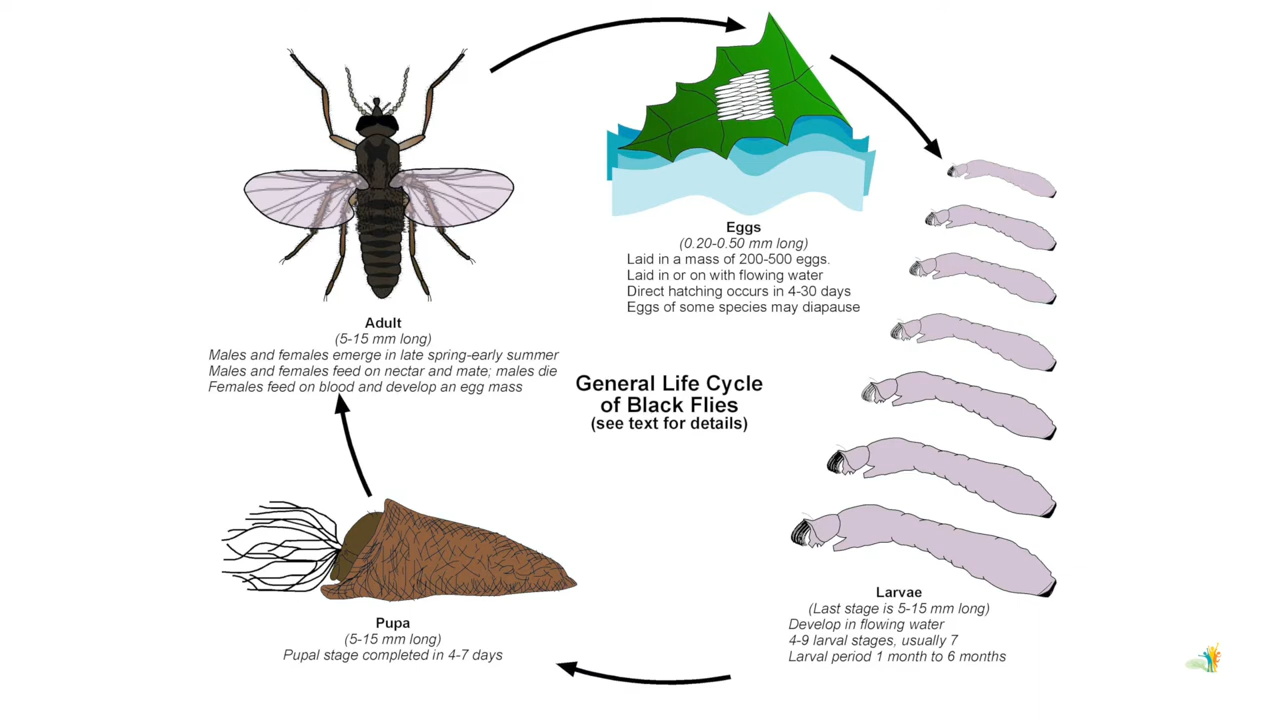 Eggs
(0.20-0.50 mm long)
Laid in a mass of 200-500 eggs.
Laid in or on with flowing water
Direct hatching occurs in 4-30 days
Eggs of some species may diapause
Adult
(5-15 mm long)
Males and females emerge in late spring-early summer
Males and females feed on nectar and mate; males die
Females feed on blood and develop an egg mass
General Life Cycle
of Black Flies
(see text for details)
Larvae
(Last stage is 5-15 mm long)
Develop in flowing water
4-9 larval stages, usually 7
Larval period 1 month to 6 months
Pupa
(5-15 mm long)
Pupal stage completed in 4-7 days